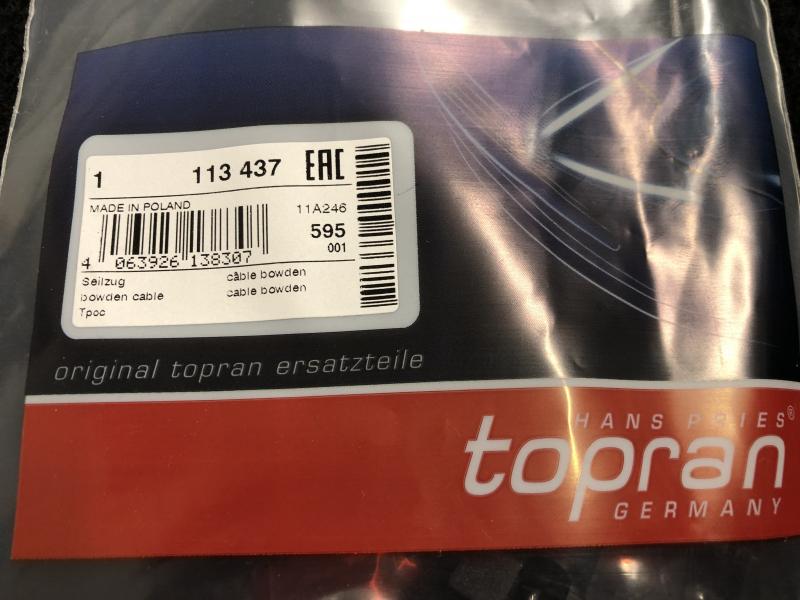 1 113 437 EAC
MADE IN POLAND 11A246
595
001
4 063926 138307
Seilzug câble bowden
bowden cable cable bowden
Трос
original topran ersatzteile
HANS PRIES®
topran
GERMANY